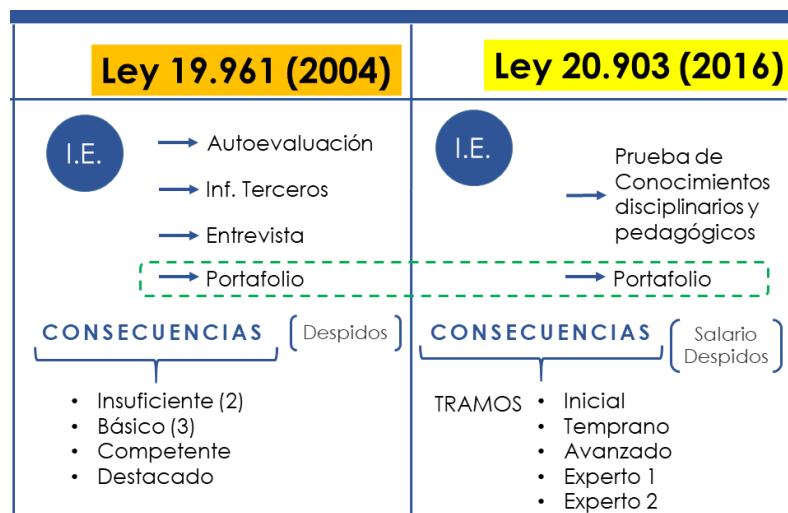 Ley 19.961 (2004)
I.E.
Autoevaluación
Inf. Terceros
Entrevista
Portafolio
CONSECUENCIAS
Despidos
• Insuficiente (2)
• Básico (3)
• Competente
• Destacado
Ley 20.903 (2016)
I.E.
Prueba de
Conocimientos
disciplinarios y
pedagógicos
Portafolio
CONSECUENCIAS
Salario
Despidos
TRAMOS
• Inicial
• Temprano
• Avanzado
• Experto 1
• Experto 2